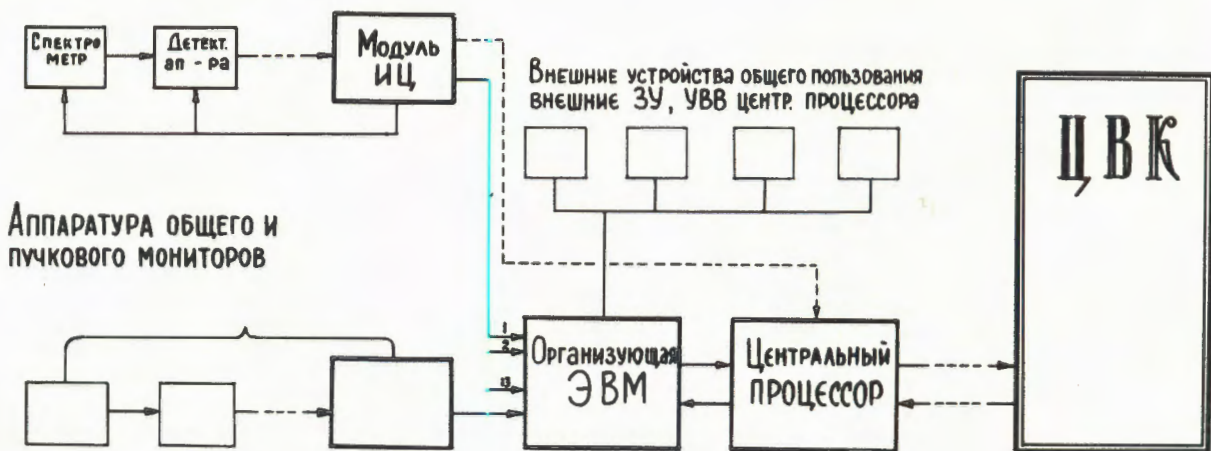 Спектро
метр
Детект.
ап-ра
Модуль
ИЦ
Внешние устройства общего пользования
внешние ЗУ, УВВ центр. процессора
ЦВК
Аппаратура общего и
пучкового мониторов
1
2
13
Организующая
ЭВМ
Центральный
процессор